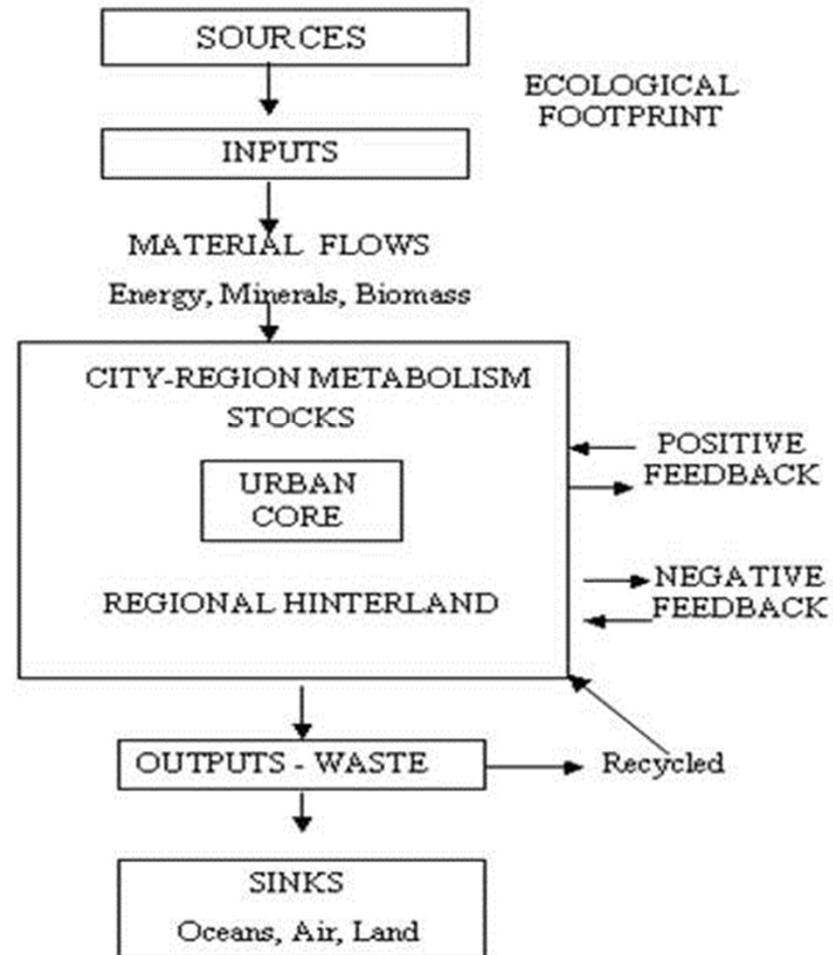 SOURCES
ECOLOGICAL
FOOTPRINT
INPUTS
MATERIAL FLOWS
Energy, Minerals, Biomass
CITY-REGION METABOLISM
STOCKS
URBAN
CORE
REGIONAL HINTERLAND
POSITIVE
FEEDBACK
NEGATIVE
FEEDBACK
OUTPUTS - WASTE
Recycled
SINKS
Oceans, Air, Land